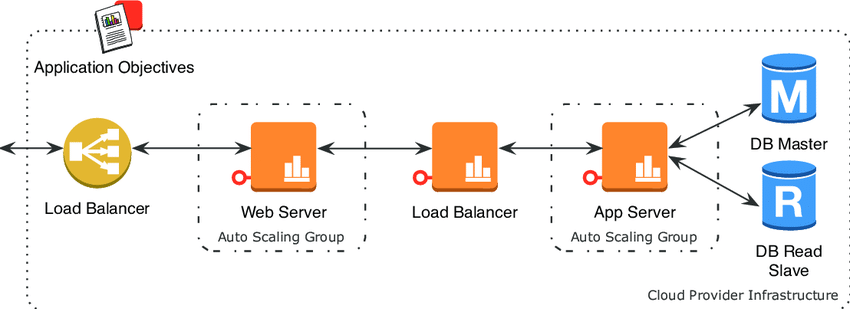 Application Objectives
Load Balancer
Web Server
Auto Scaling Group
Load Balancer
App Server
Auto Scaling Group
M
DB Master
R
DB Read
Slave
Cloud Provider Infrastructure